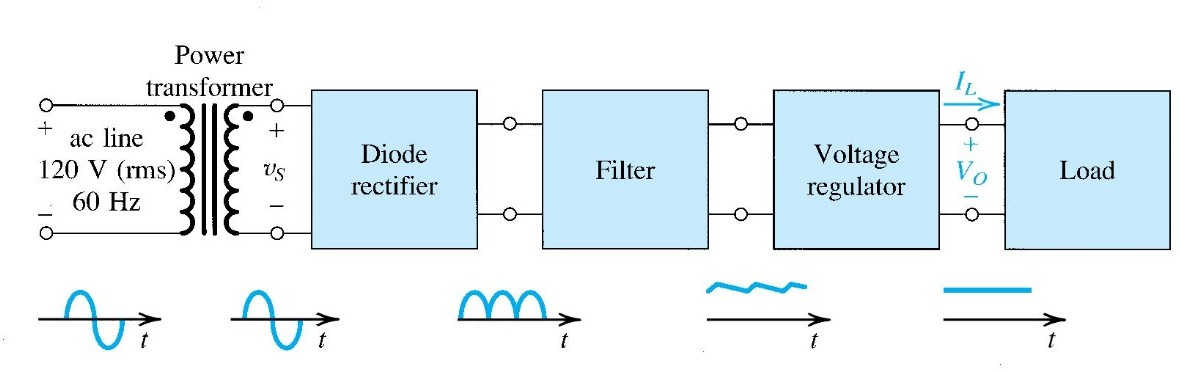 Power
transformer
+
ac line
120 V (rms)
60 Hz
−
+
vS
−
Diode
rectifier
Filter
Voltage
regulator
IL
+
VO
−
Load
t
t
t
t
t